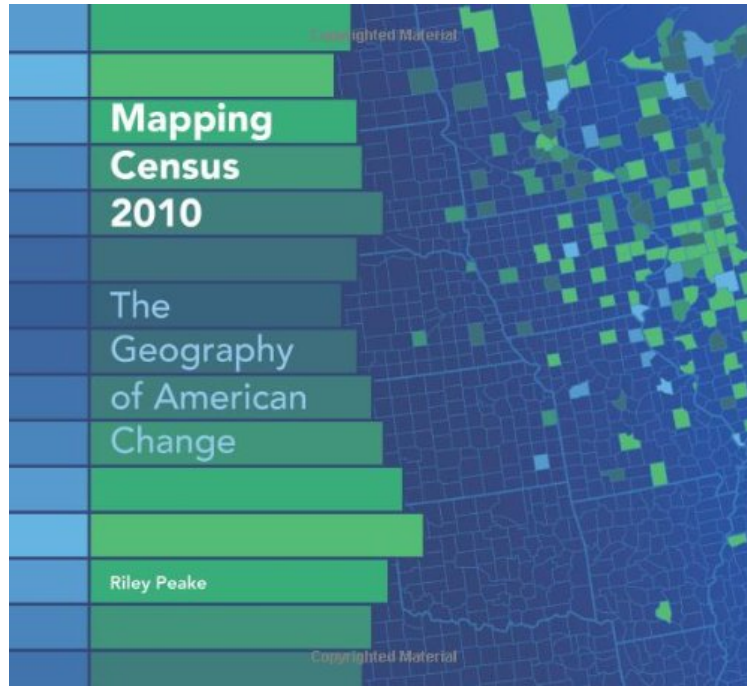 Copyrighted Material
Mapping
Census
2010
The
Geography
of American
Change
Riley Peake
Copyrighted Material